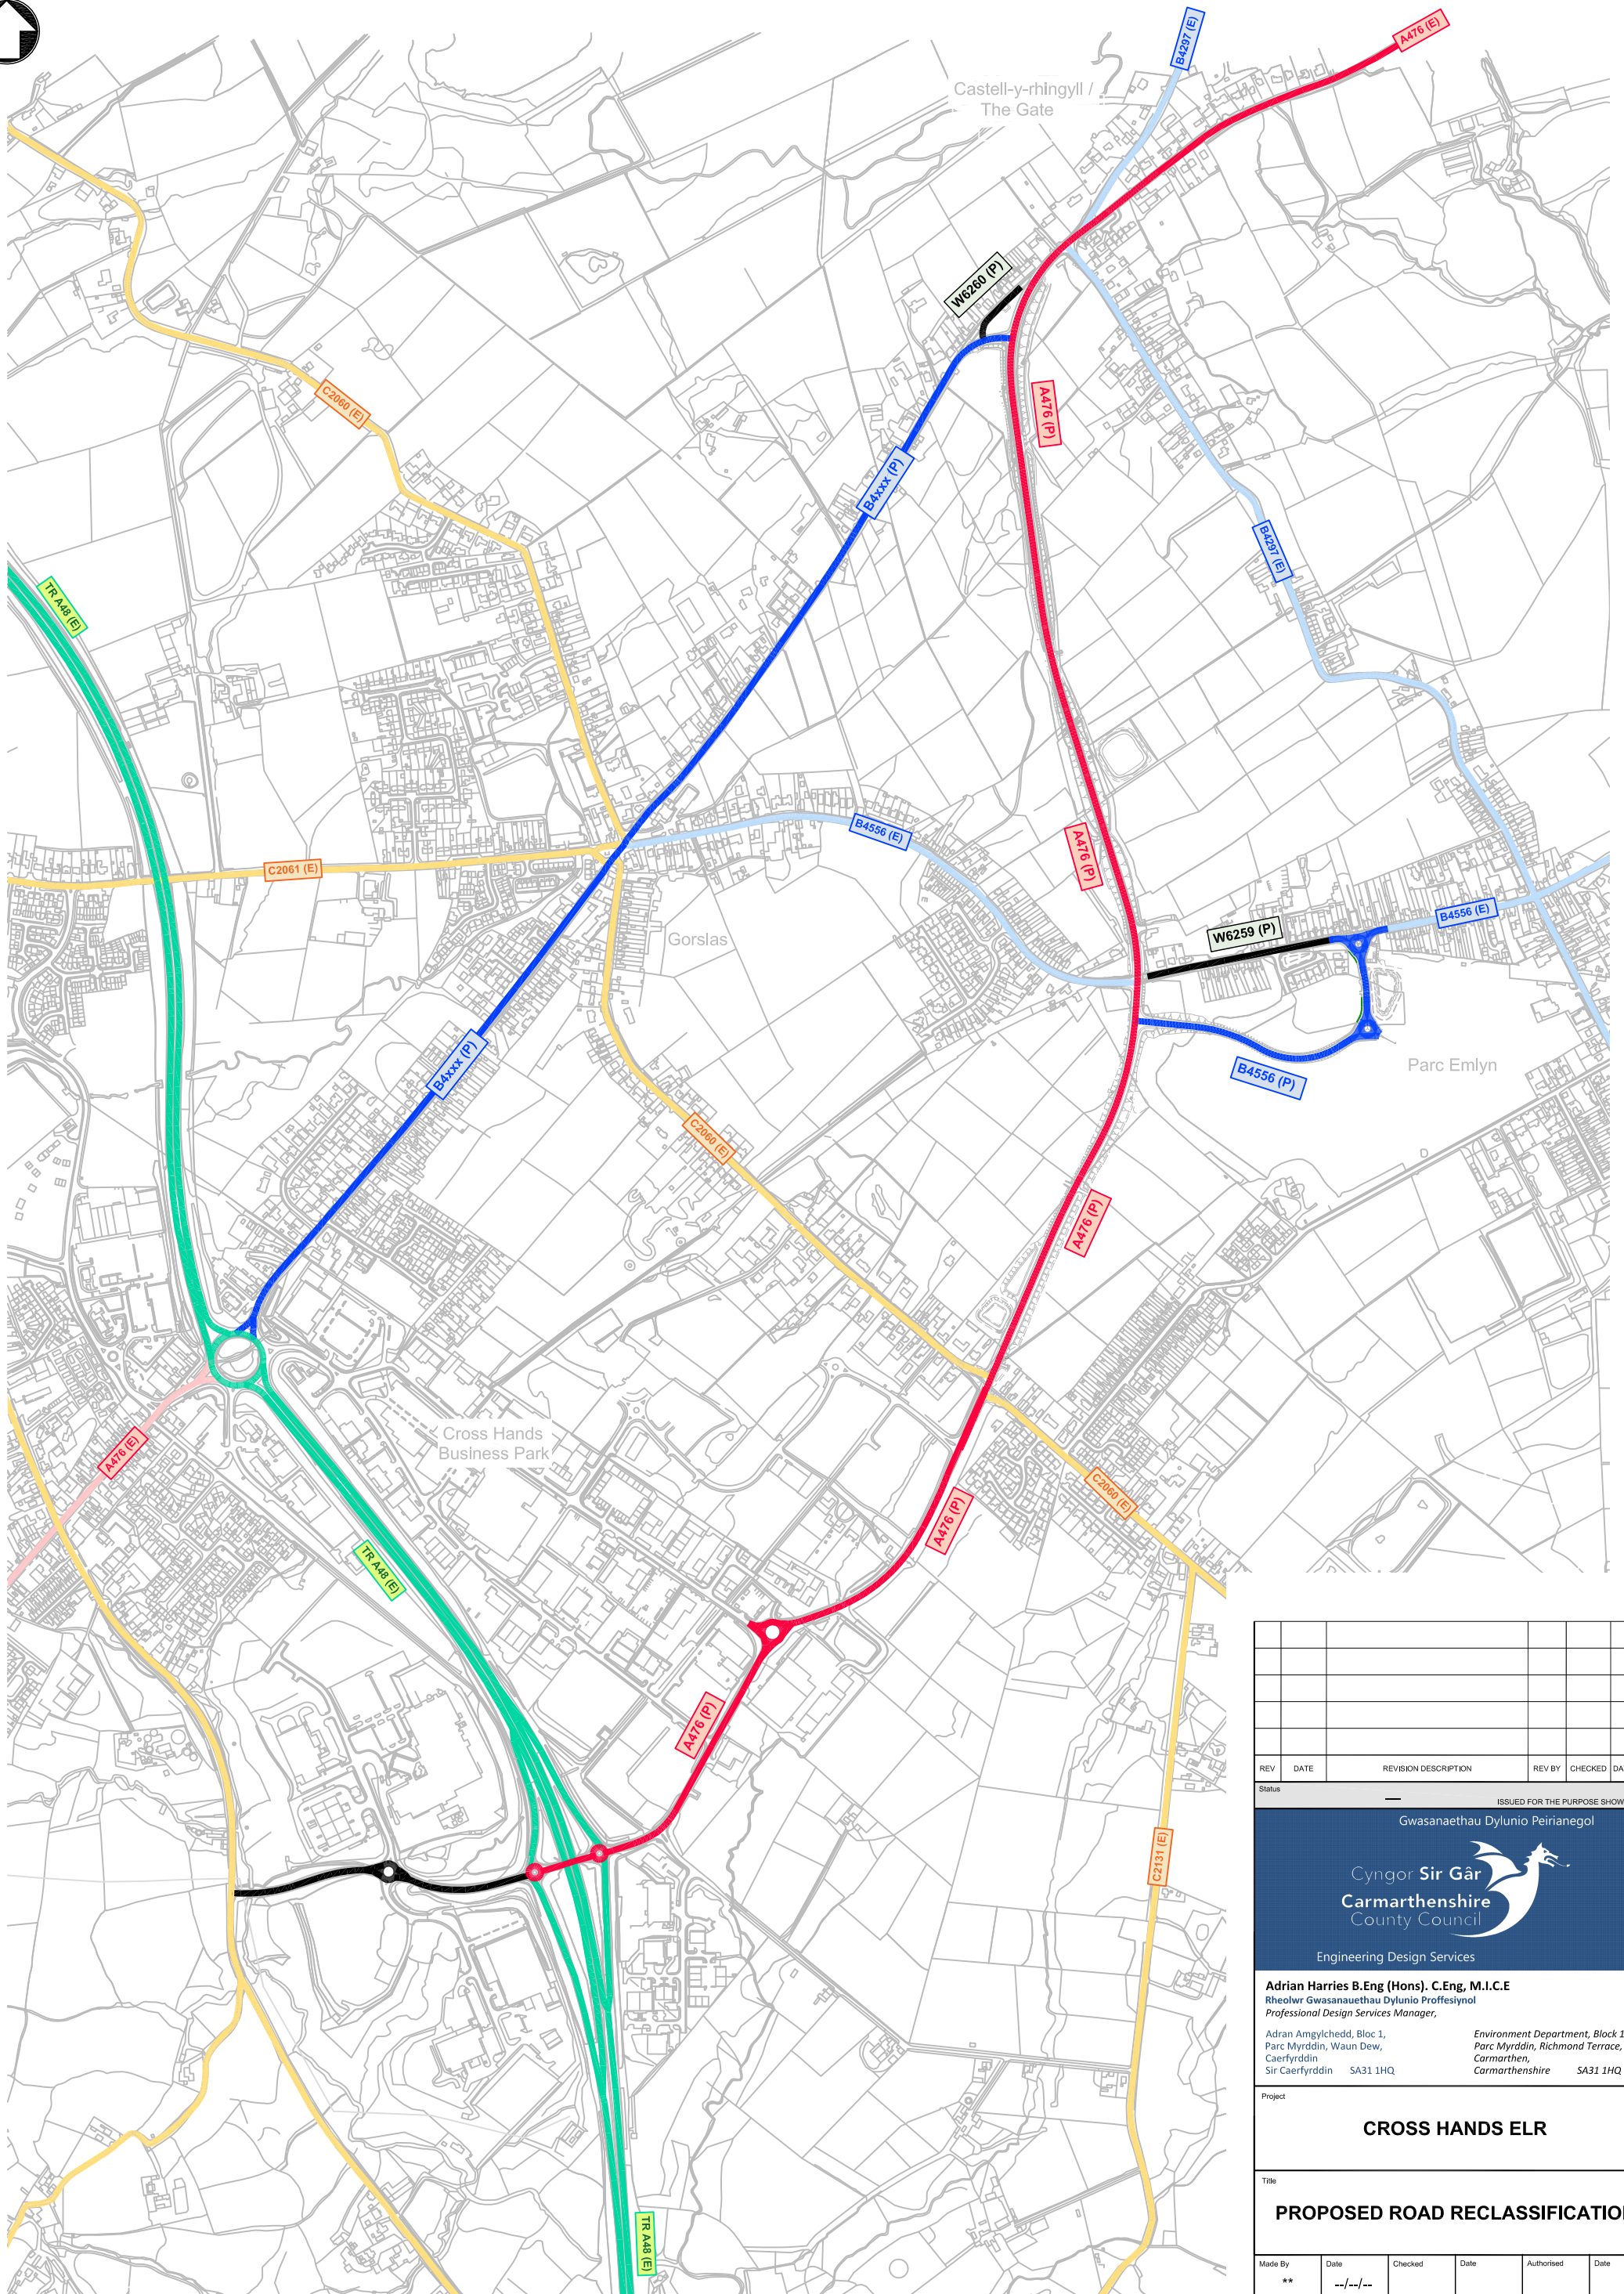 B4297 (E)
A476 (E)
Castell-y-rhingyll /
The Gate
W6260 (P)
C2060 (E)
A476 (P)
B4xxx (P)
B4297 (E)
TR A48 (E)
B4556 (E)
A476 (P)
C2061 (E)
B4556 (E)
W6259 (P)
Gorslas
B4xxx (P)
B4556 (P)
Parc Emlyn
C2060 (E)
A476 (P)
A476 (E)
Cross Hands
Business Park
C2060 (E)
A476 (P)
TR A48 (E)
A476 (P)
C2131 (E)
TR A48 (E)
REV DATE REVISION DESCRIPTION REV BY CHECKED
Status
ISSUED FOR THE PURPOSE
Gwasanaethau Dylunio Peirianegol
Cyngor Sir Gâr
Carmarthenshire
County Council
Engineering Design Services
Adrian Harries B.Eng (Hons). C.Eng, M.I.C.E
Rheolwr Gwasanauethau Dylunio Proffesiynol
Professional Design Services Manager,
Adran Amgylchedd, Bloc 1,
Parc Myrddin, Waun Dew,
Caerfyrddin
Sir Caerfyrddin SA31 1HQ
Environment Department, Block 1
Parc Myrddin, Richmond Terrace,
Carmarthen,
Carmarthenshire SA31 1HQ
Project
CROSS HANDS ELR
Title
PROPOSED ROAD
Made By Date Checked Date Authorised Date
** --/--/--